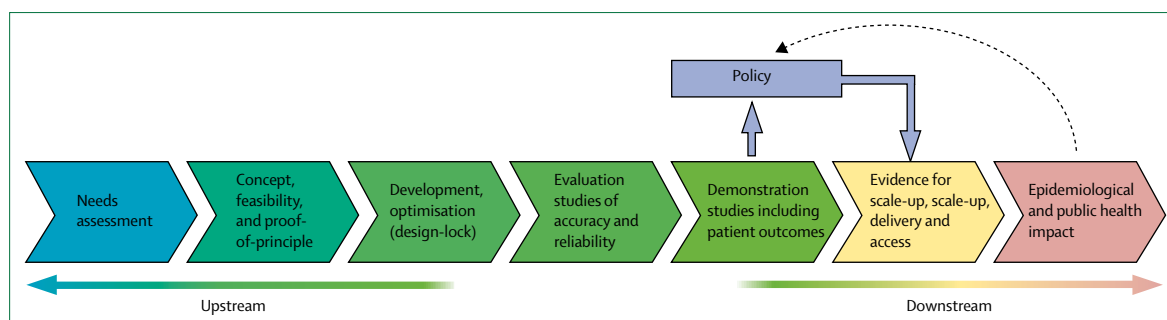 Policy
Needs
assessment
Concept,
feasibility,
and proof-
of-principle
Development,
optimisation
(design-lock)
Evaluation
studies of
accuracy and
reliability
Demonstration
studies including
patient outcomes
Evidence for
scale-up, scale-up,
delivery and
access
Epidemiological
and public health
impact
Upstream
Downstream